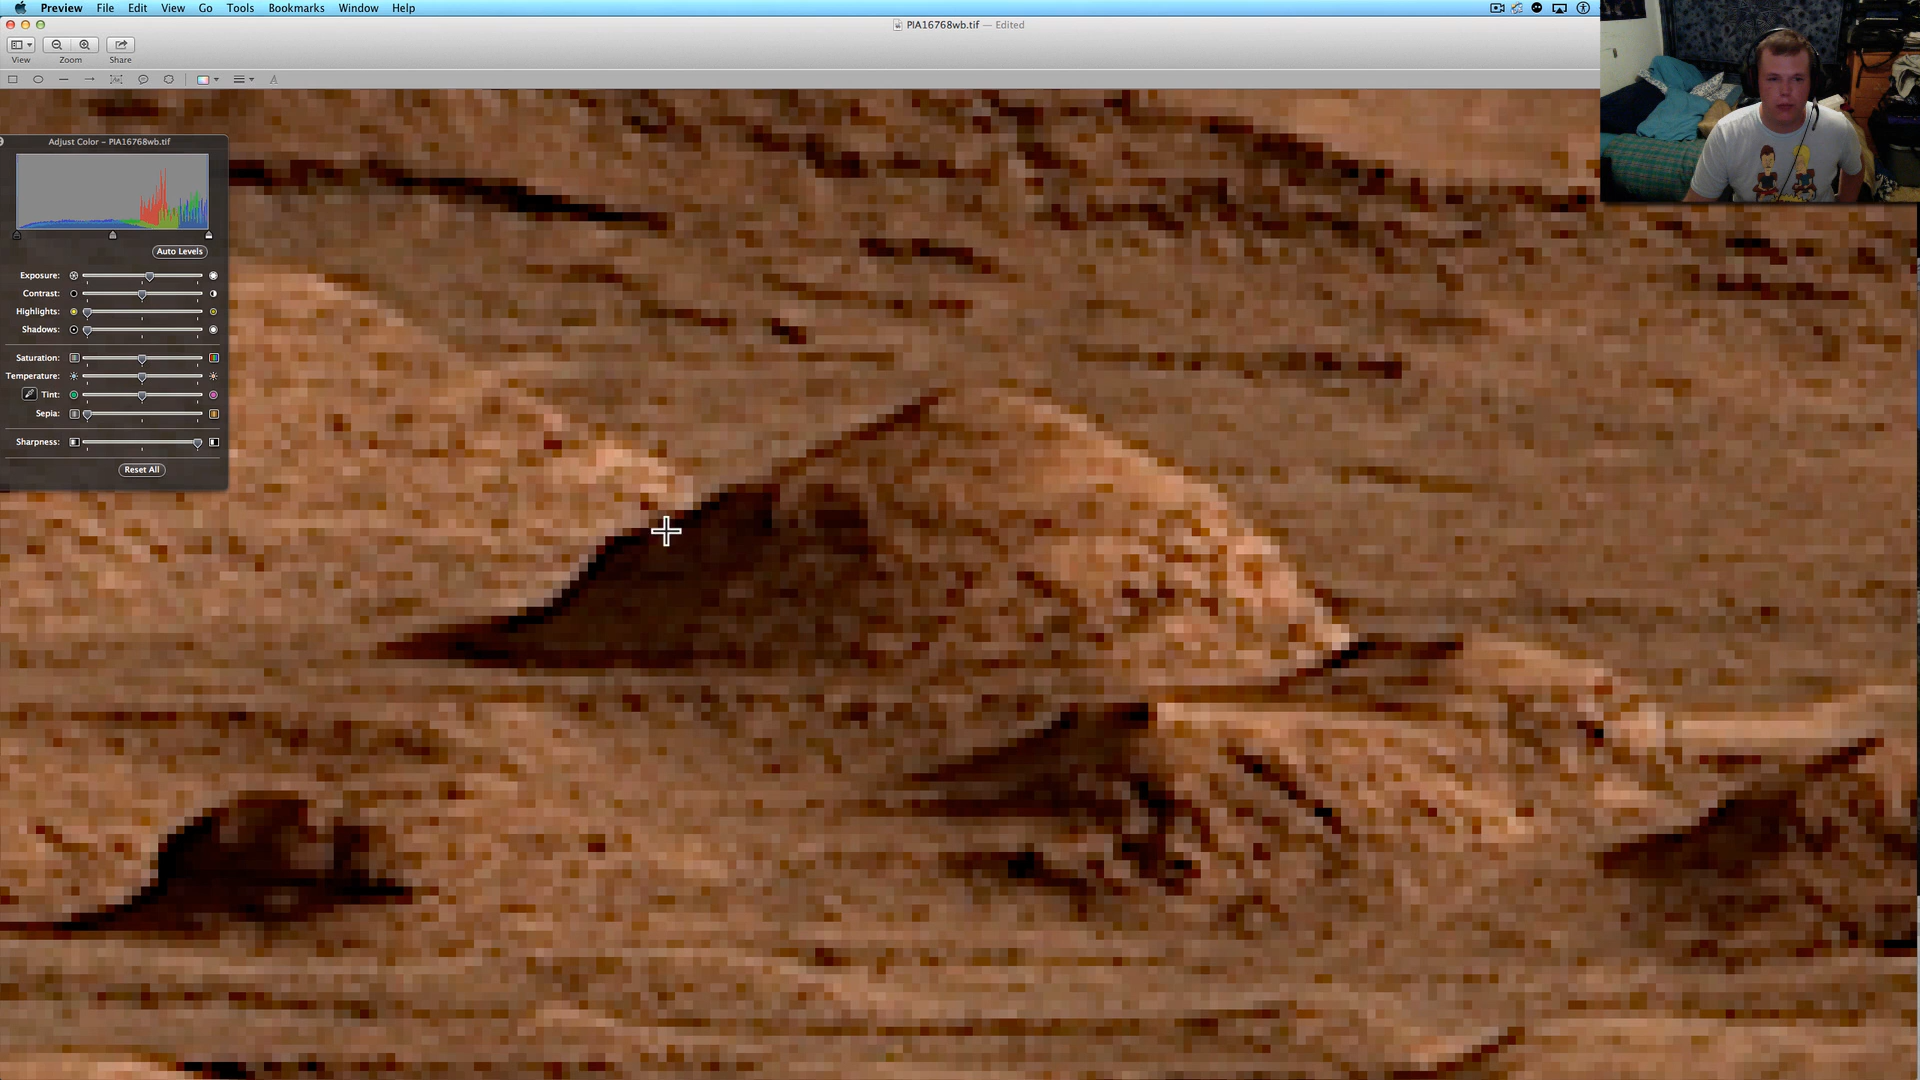 Preview File Edit View Go Tools Bookmarks Window Help
PIA16768wb.tif — Edited
View Zoom Share
Adjust Color – PIA16768wb.tif
Auto Levels
Exposure:
Contrast:
Highlights:
Shadows:
Saturation:
Temperature:
Tint:
Sepia:
Sharpness:
Reset All